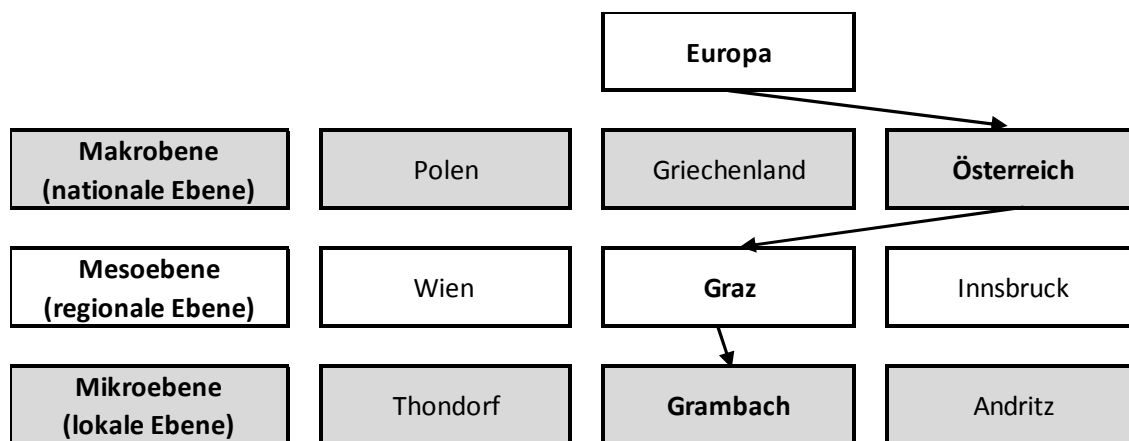 Europa
Makrobene
(nationale Ebene)
Polen
Griechenland
Österreich
Mesoebene
(regionale Ebene)
Wien
Graz
Innsbruck
Mikroebene
(lokale Ebene)
Thondorf
Grambach
Andritz